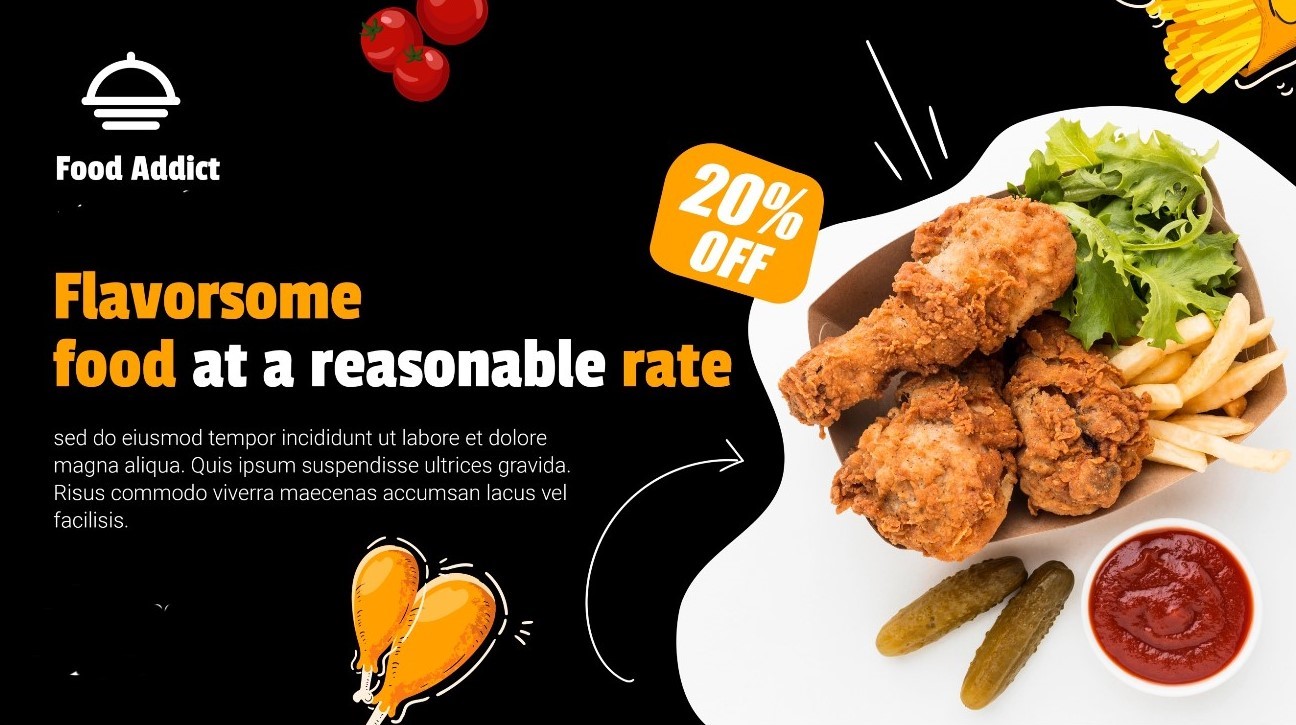 Food Addict
20%
OFF
Flavorsome
food at a reasonable rate
sed do eiusmod tempor incididunt ut labore et dolore
magna aliqua. Quis ipsum suspendisse ultrices gravida.
Risus commodo viverra maecenas accumsan lacus vel
facilisis.